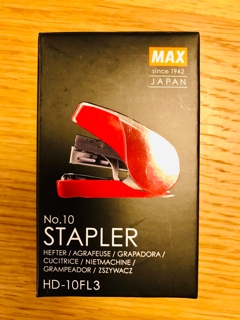 MAX
since 1942
JAPAN
No.10
STAPLER
HEFTER / AGRAFEUSE / GRAPADORA /
CUCITRICE / NIETMACHINE /
GRAMPEADOR / ZSZYWACZ
HD-10FL3